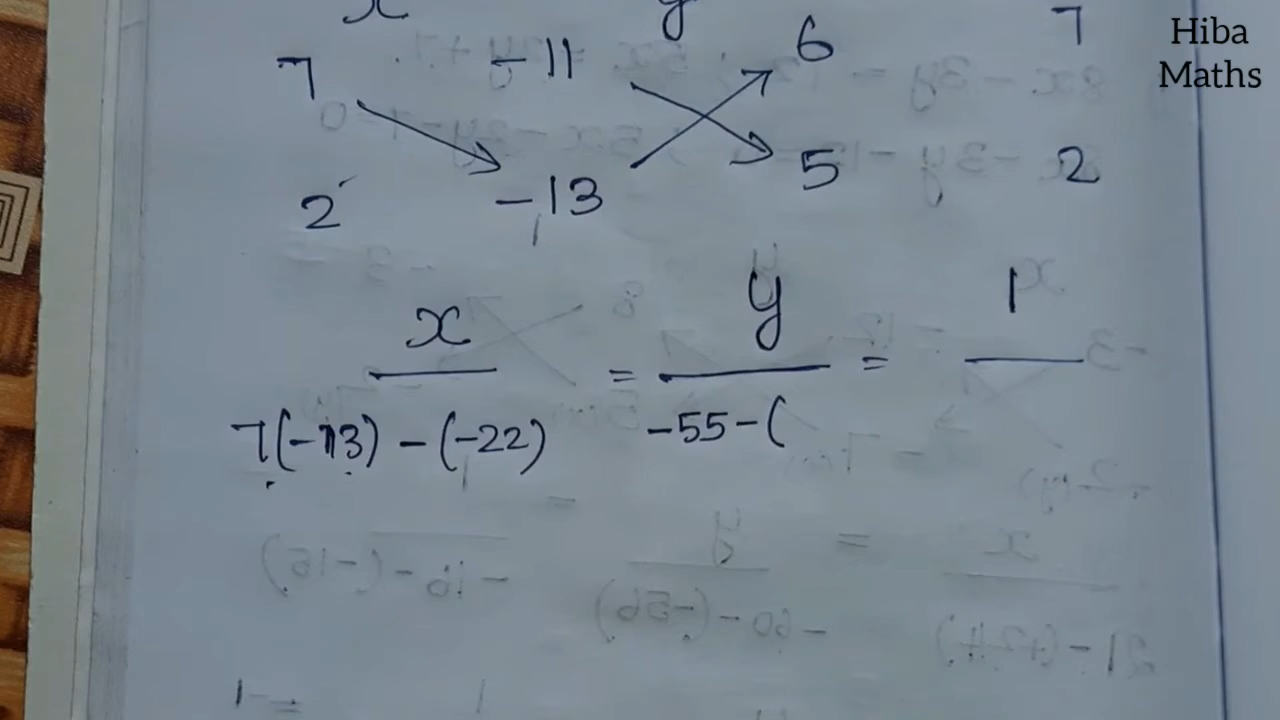 Hiba
Maths
x y
7 -11 6 7
2 -13 5 2
x = y = 1
7(-13) - (-22) -55-(